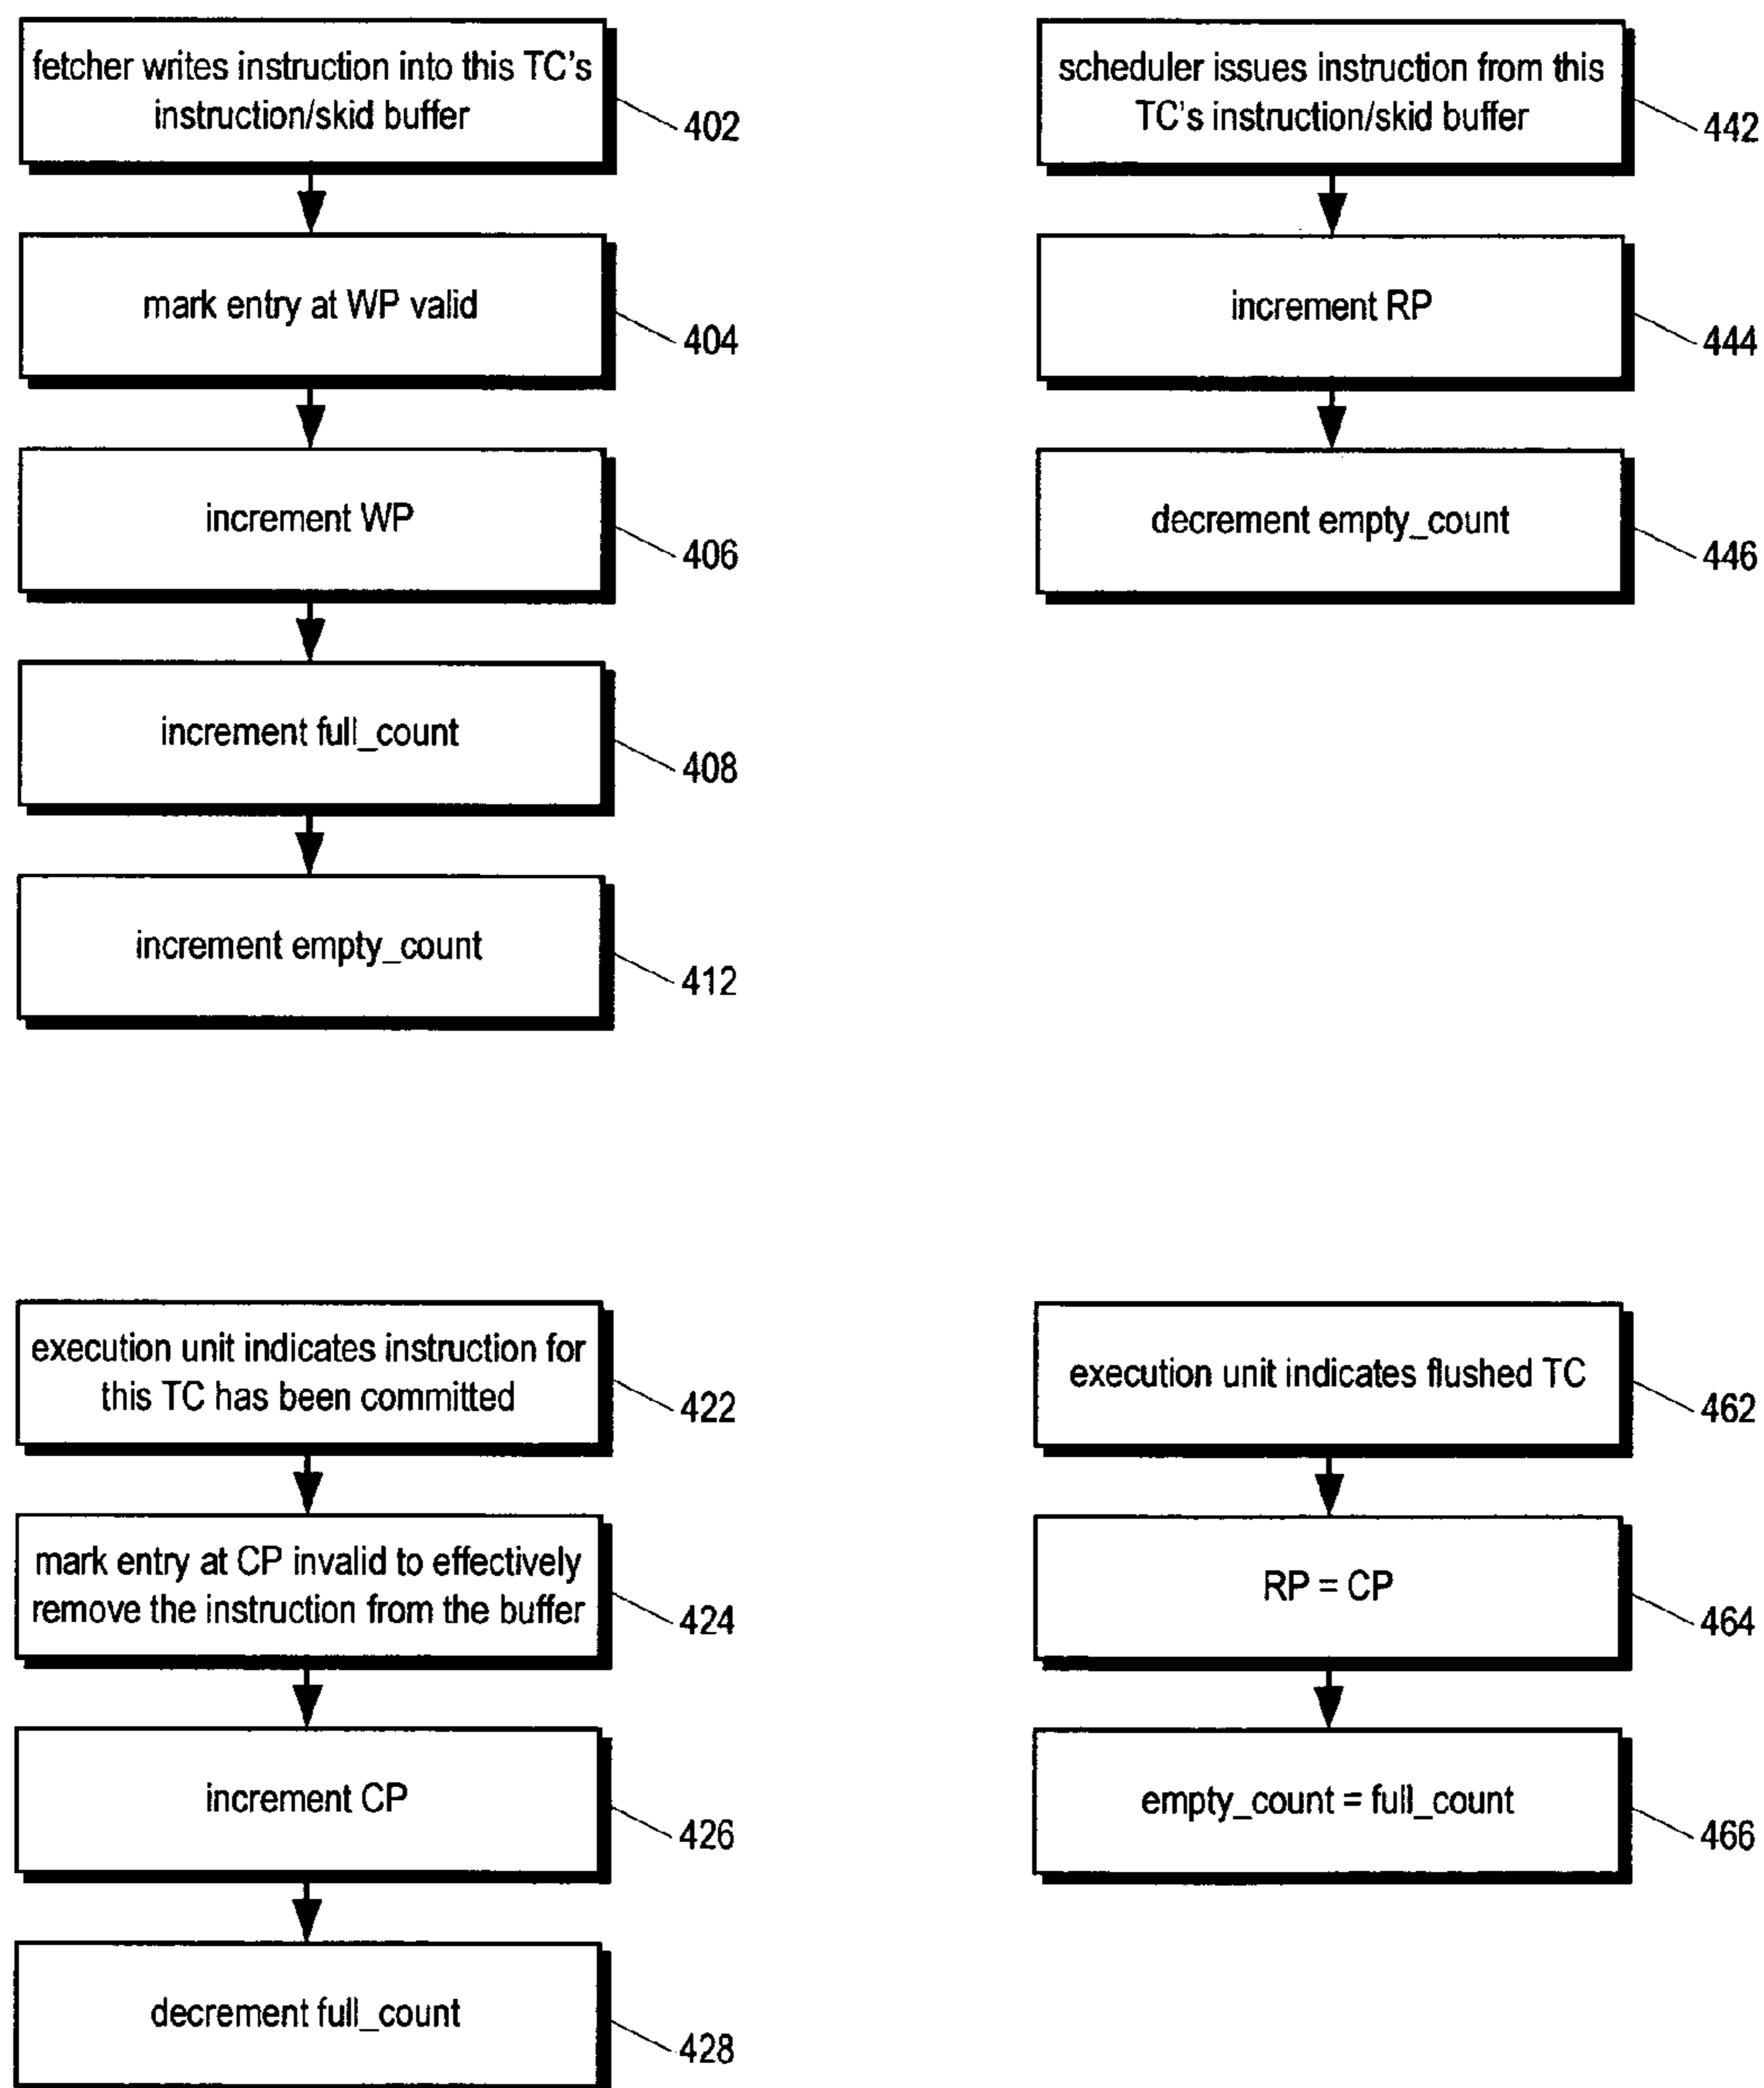 fetcher writes instruction into this TC's
instruction/skid buffer
402
mark entry at WP valid
404
increment WP
406
increment full_count
408
increment empty_count
412
scheduler issues instruction from this
TC's instruction/skid buffer
442
increment RP
444
decrement empty_count
446
execution unit indicates instruction for
this TC has been committed
422
mark entry at CP invalid to effectively
remove the instruction from the buffer
424
increment CP
426
decrement full_count
428
execution unit indicates flushed TC
462
RP = CP
464
empty_count = full_count
466